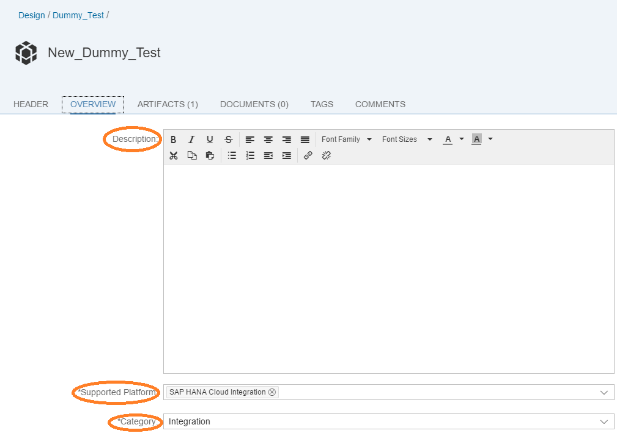 Design / Dummy_Test /
New_Dummy_Test
HEADER OVERVIEW ARTIFACTS (1) DOCUMENTS (0) TAGS COMMENTS
Description:
B I U S Font Family Font Sizes A A
*Supported Platform: SAP HANA Cloud Integration
*Category: Integration